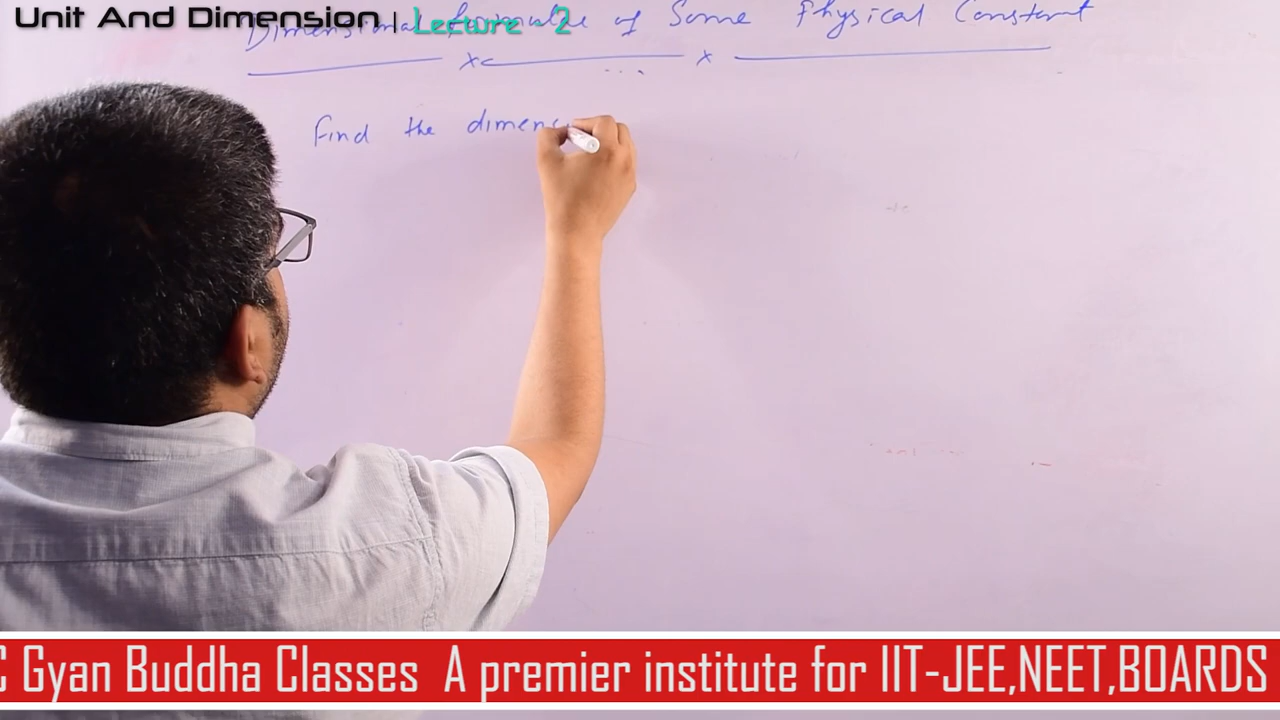 Unit And Dimension | Lecture 2
Dimensional formulae of Some Physical Constant
x x
Find the dimens
C Gyan Buddha Classes A premier institute for IIT-JEE,NEET,BOARDS